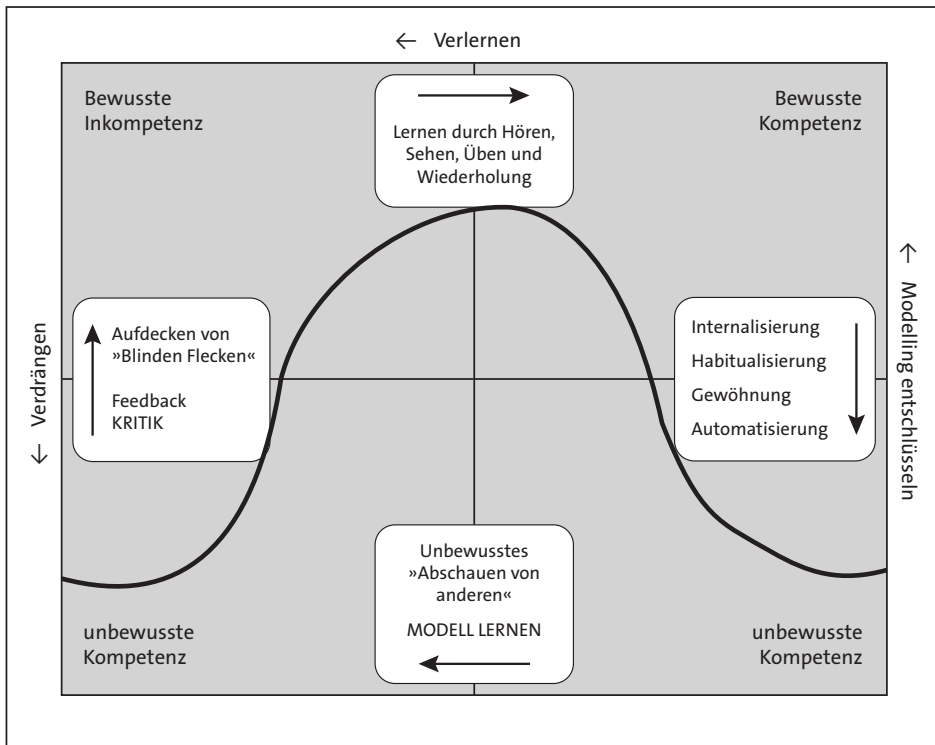 ← Verlernen
Bewusste
Inkompetenz
Lernen durch Hören,
Sehen, Üben und
Wiederholung
Bewusste
Kompetenz
← Verdrängen
Aufdecken von
»Blinden Flecken«
Feedback
KRITIK
Internalisierung
Habitualisierung
Gewöhnung
Automatisierung
Modelling entschlüsseln
unbewusste
Kompetenz
Unbewusstes
»Abschauen von
anderen«
MODELL LERNEN
unbewusste
Kompetenz